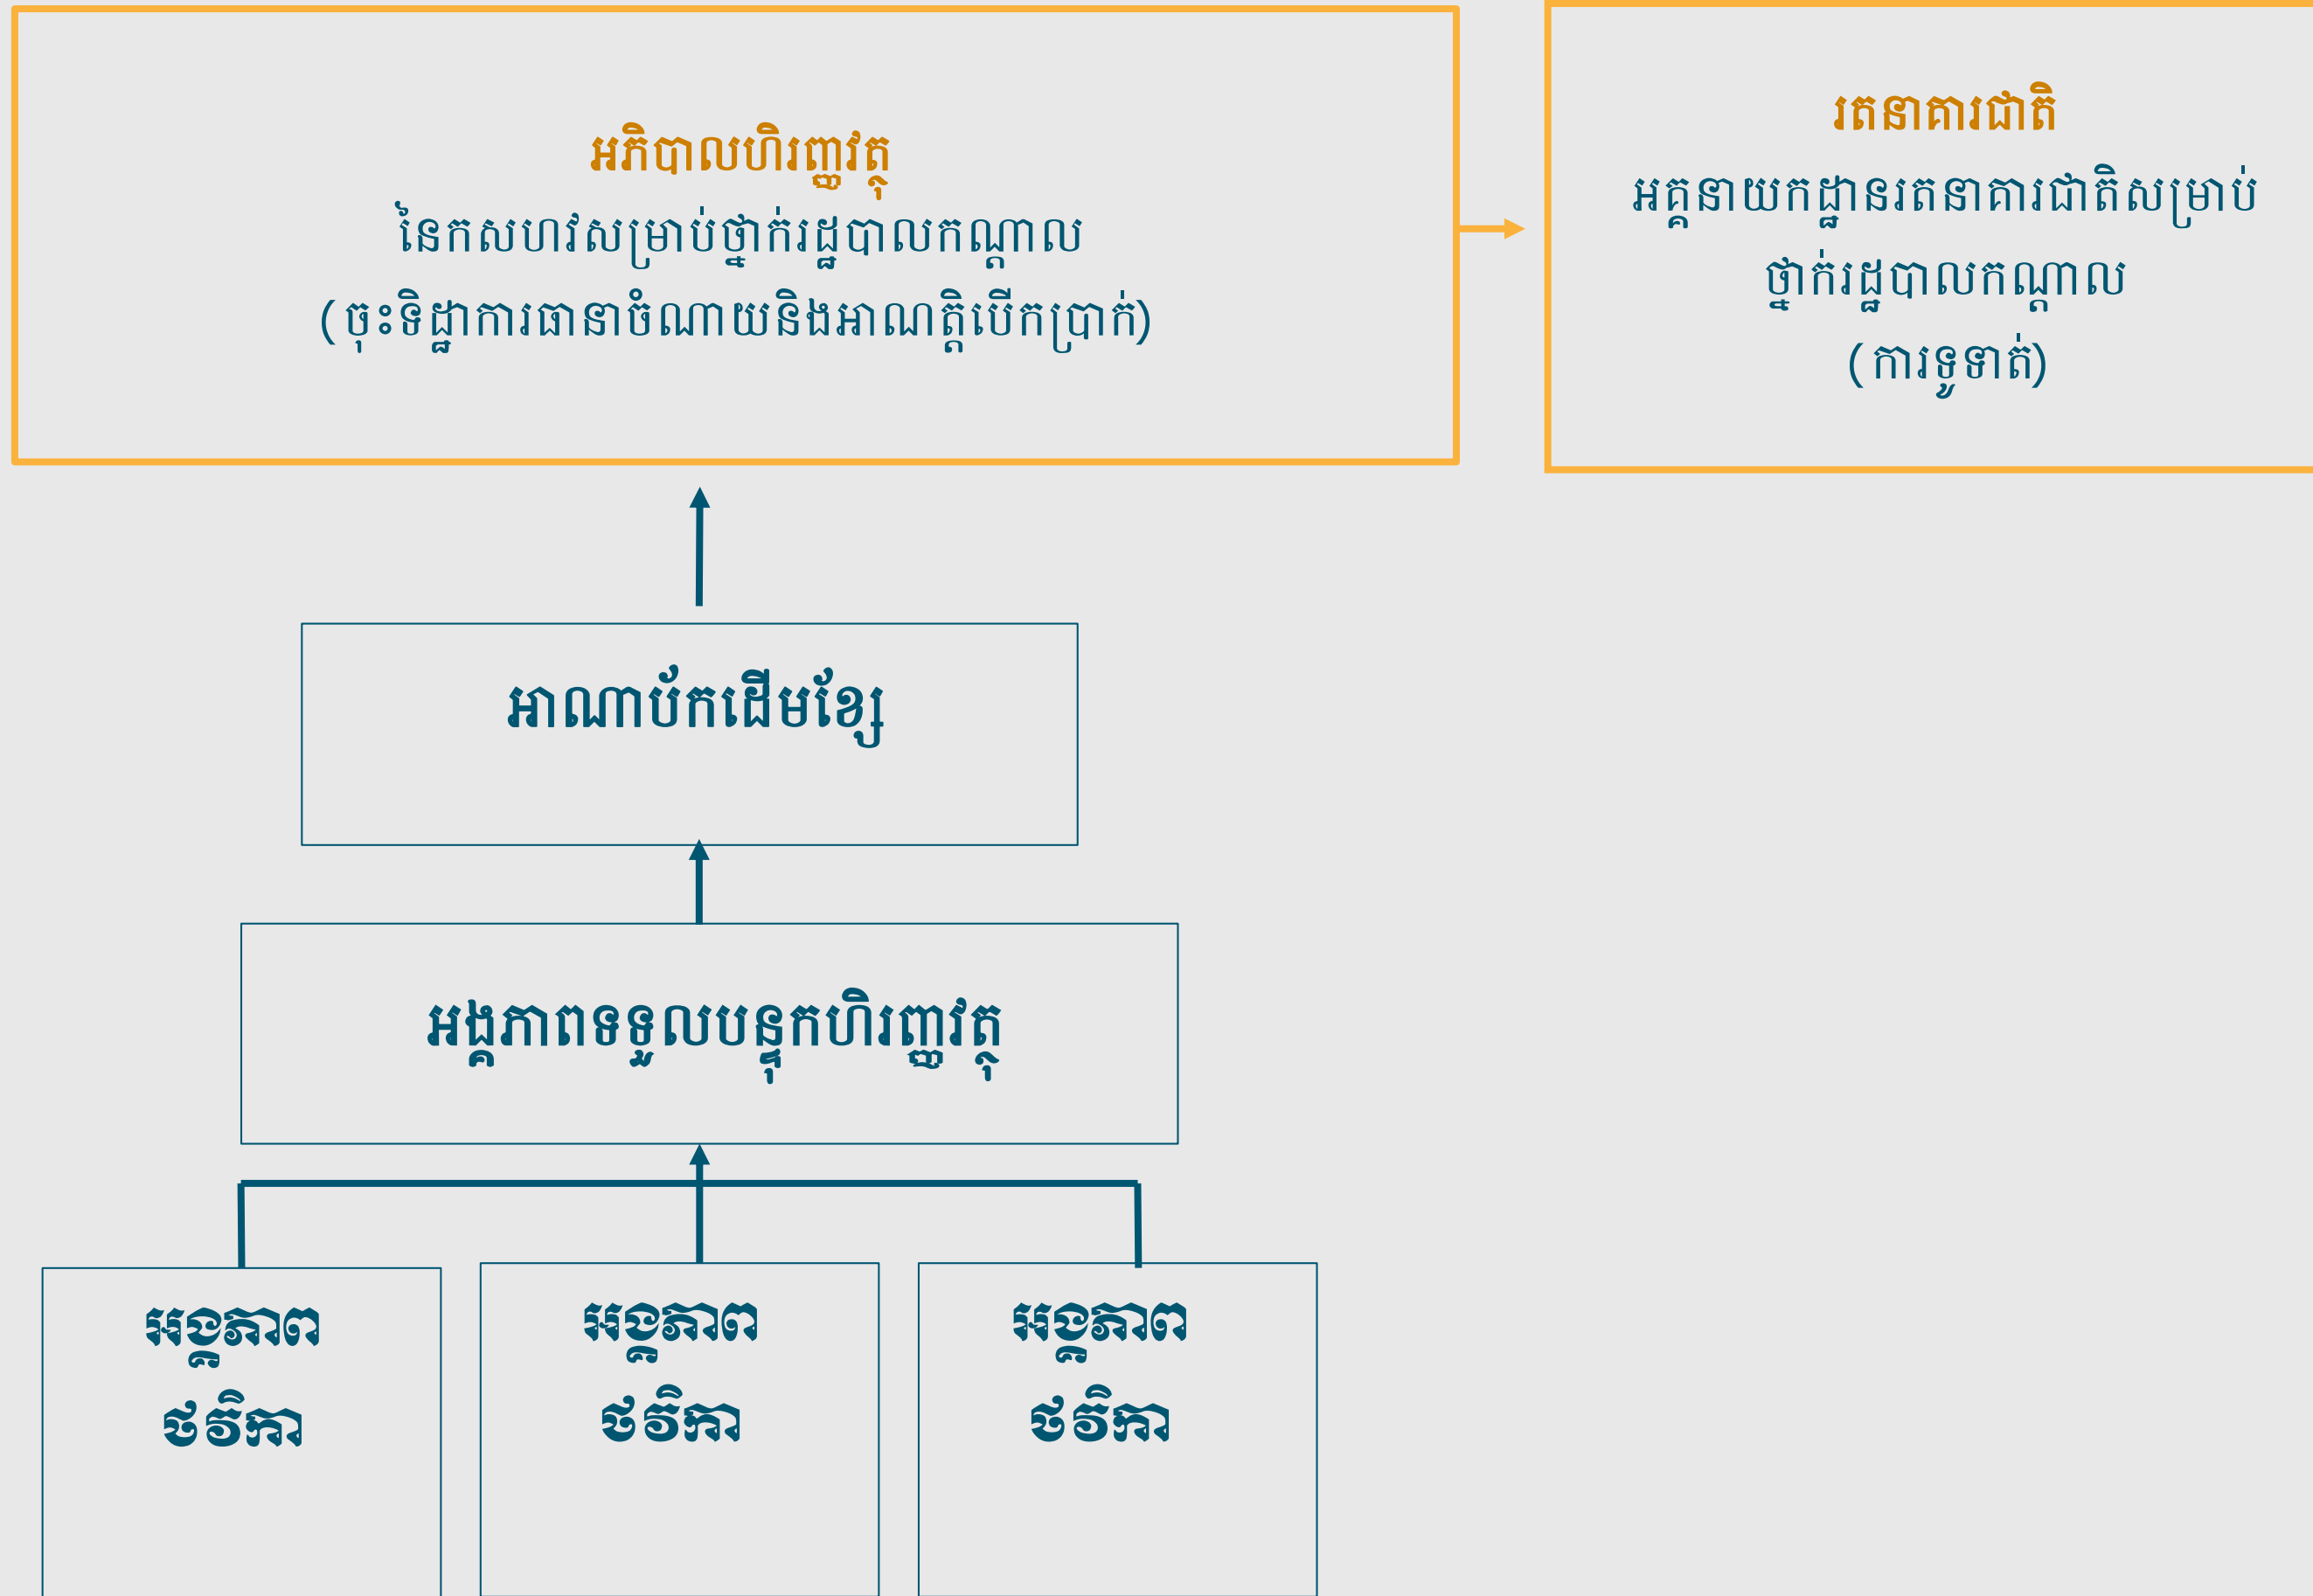 អភិបាលហិរញ្ញវត្ថុ
នៃគ.ហវ.សម្រាប់ថ្នាក់រដ្ឋបាលកណ្តាល
(ចុះទិដ្ឋាការធានាចំណាយនិងអាណត្តិបើកប្រាក់)
រតនាគារជាតិ
អគ្គនាយកដ្ឋានរតនាគារជាតិសម្រាប់
ថ្នាក់រដ្ឋបាលកណ្តាល
(ការទូទាត់)
អាណាប័កដើមខ្សែ
អង្គភាពទទួលបន្ទុកហិរញ្ញវត្ថុ
អង្គភាព
ថវិកា
អង្គភាព
ថវិកា
អង្គភាព
ថវិកា